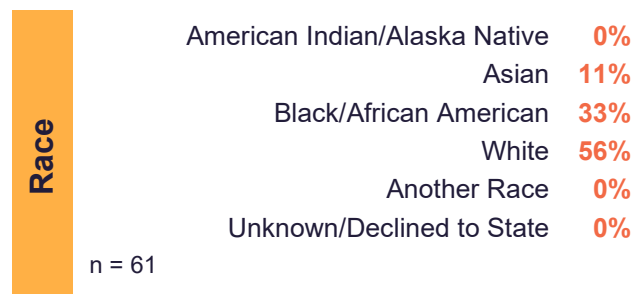 Race
American Indian/Alaska Native 0%
Asian 11%
Black/African American 33%
White 56%
Another Race 0%
Unknown/Declined to State 0%
n = 61